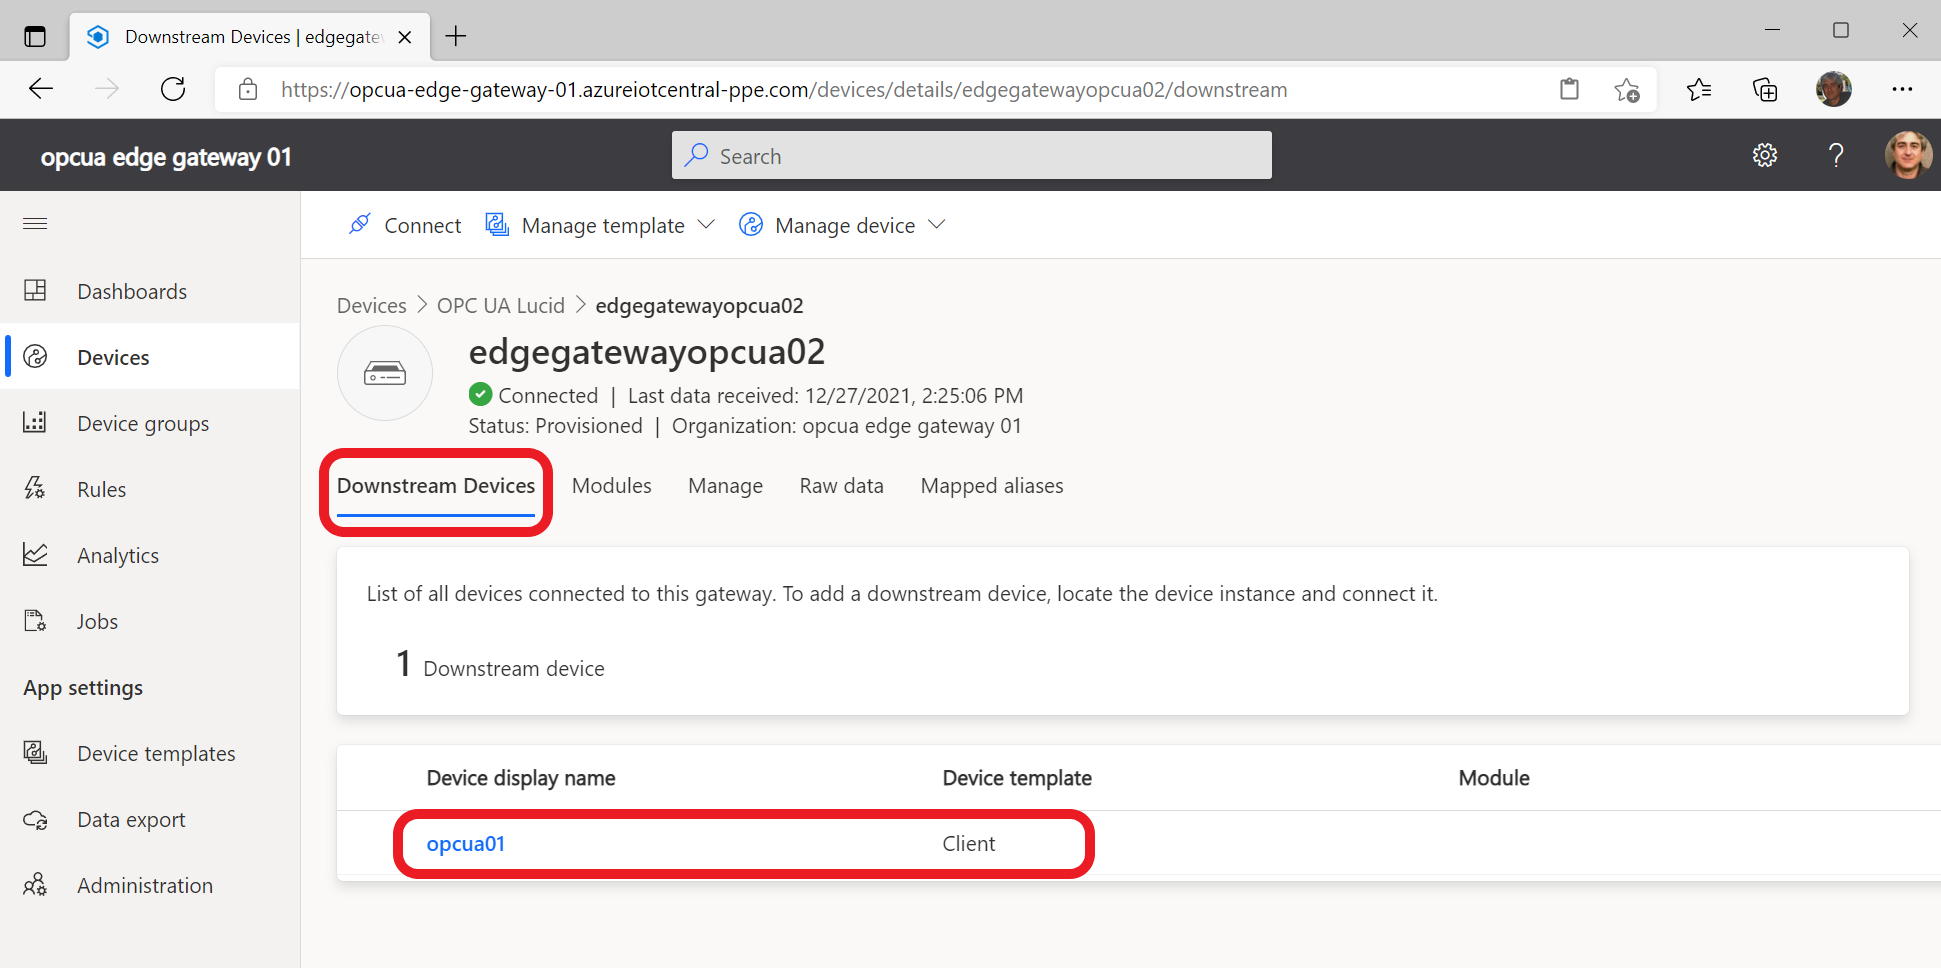 Downstream Devices | edgegatew
https://opcua-edge-gateway-01.azureiotcentral-ppe.com/devices/details/edgegatewayopcua02/downstream
opcua edge gateway 01
Search
?
Connect
Manage template
Manage device
Dashboards
Devices
Device groups
Rules
Analytics
Jobs
App settings
Device templates
Data export
Administration
Devices > OPC UA Lucid > edgegatewayopcua02
edgegatewayopcua02
Connected | Last data received: 12/27/2021, 2:25:06 PM
Status: Provisioned | Organization: opcua edge gateway 01
Downstream Devices
Modules
Manage
Raw data
Mapped aliases
List of all devices connected to this gateway. To add a downstream device, locate the device instance and connect it.
1 Downstream device
Device display name
Device template
Module
opcua01
Client